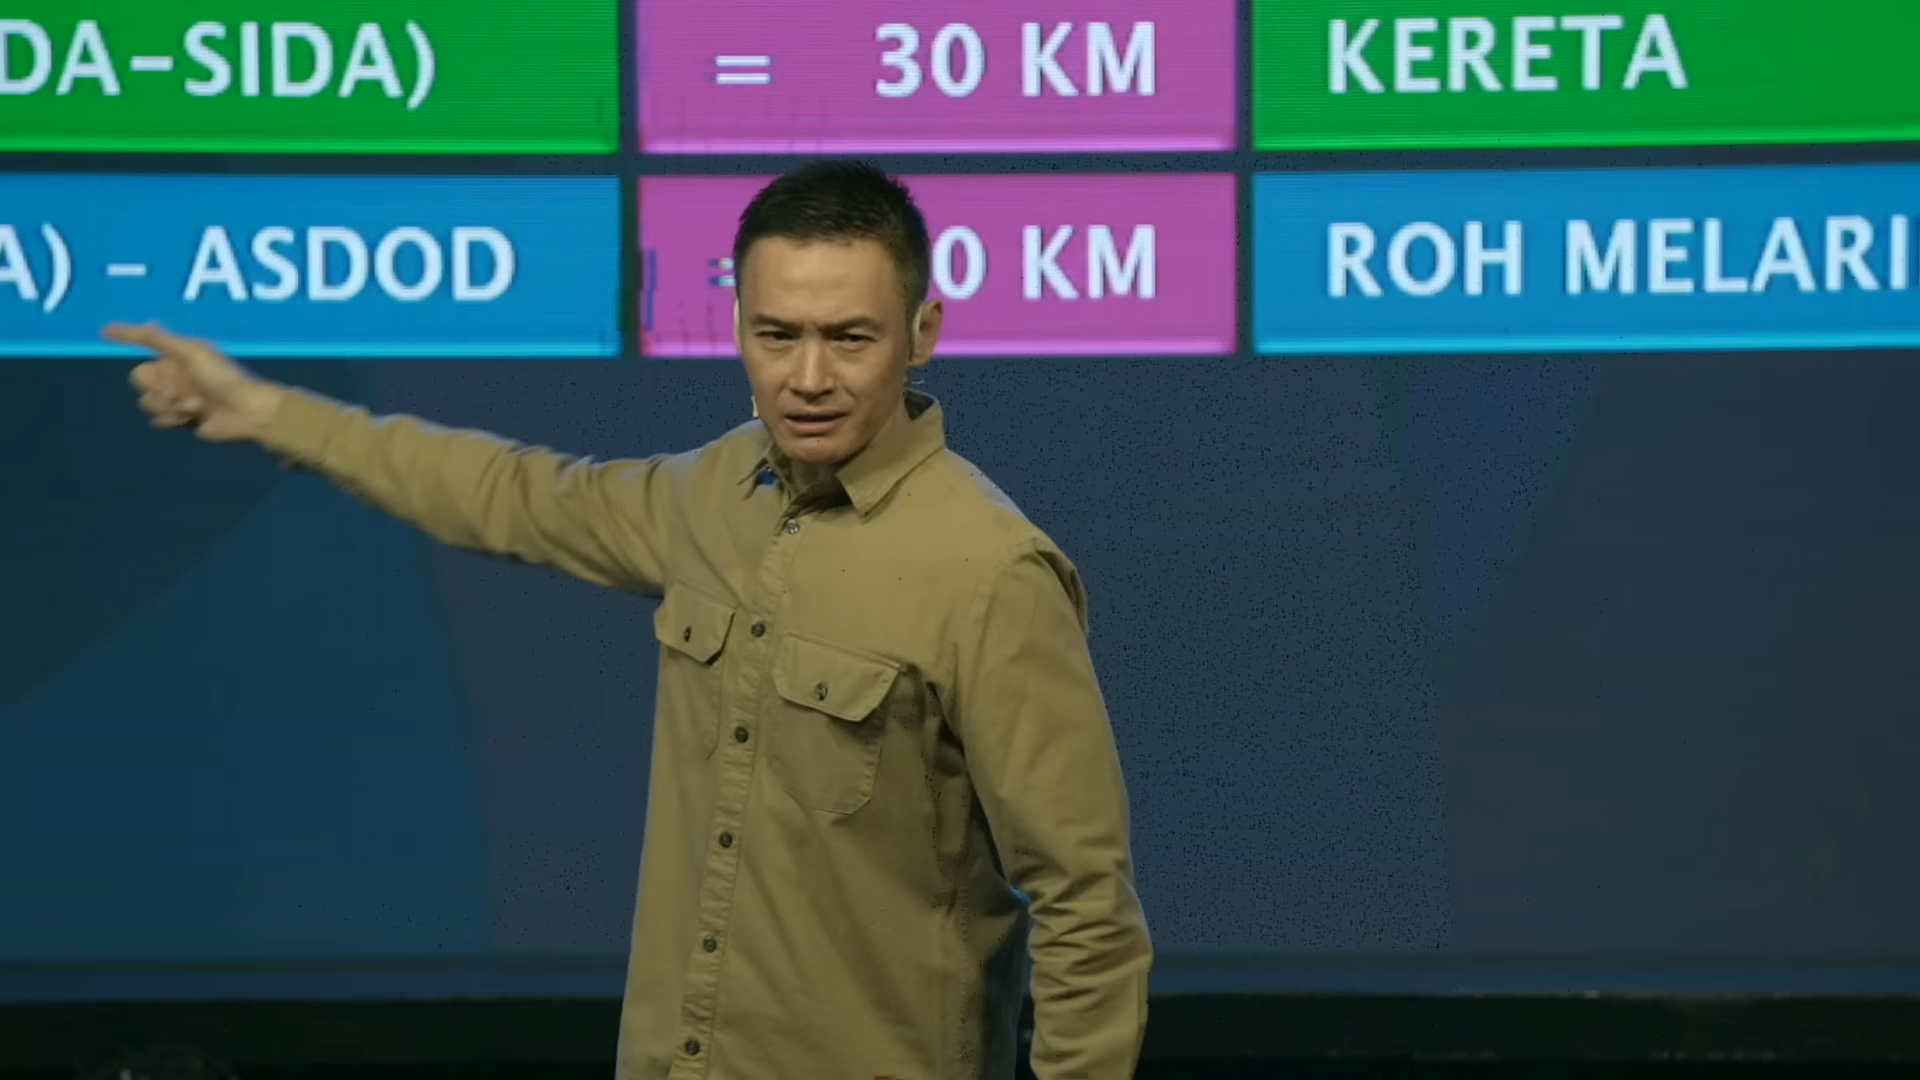 DA-SIDA) = 30 KM KERETA
A) – ASDOD = 0 KM ROH MELARI